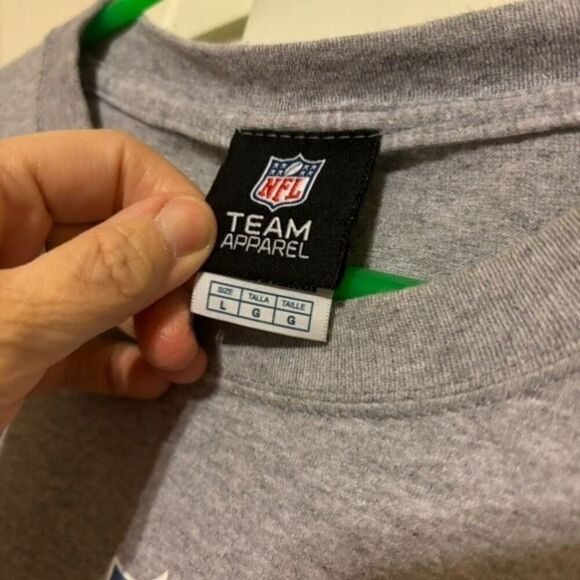 NFL
TEAM
APPAREL
SIZE TALLA TAILLE
L G G